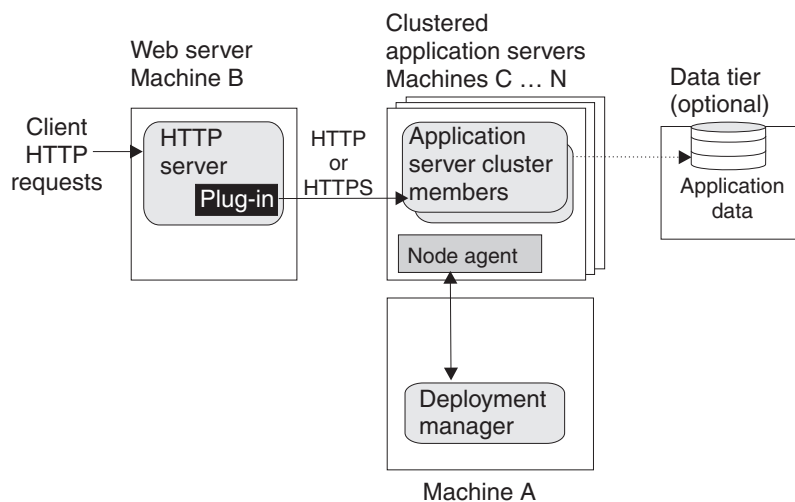 Web server
Machine B
Clustered
application servers
Machines C … N
Data tier
(optional)
Client
HTTP
requests
HTTP
server
Plug-in
HTTP
or
HTTPS
Application
server cluster
members
Node agent
Application
data
Deployment
manager
Machine A